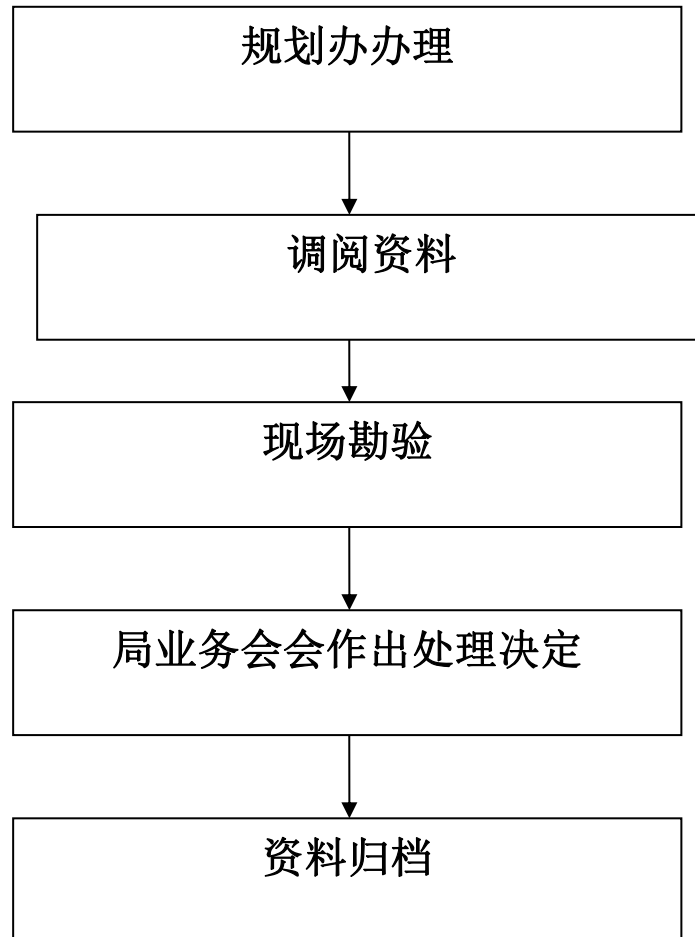 规划办办理
调阅资料
现场勘验
局业务会会作出处理决定
资料归档